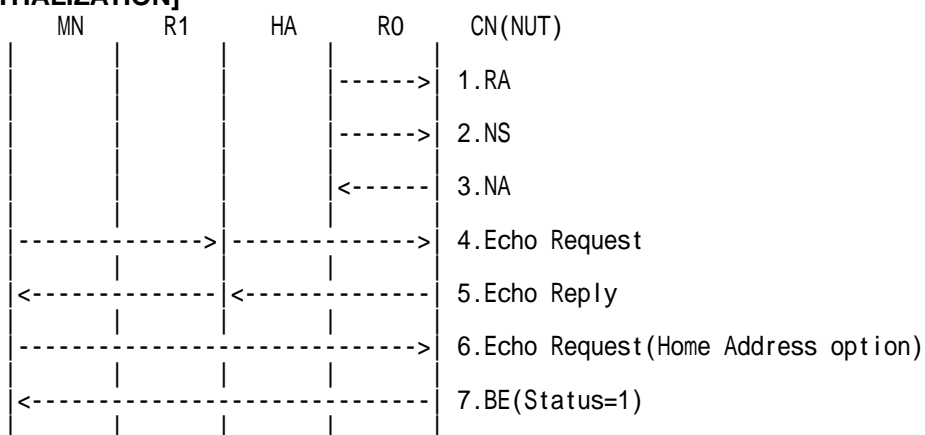 ITIALIZATION]
MN R1 HA R0 CN(NUT)
|------>| 1.RA
|------>| 2.NS
|<------| 3.NA
|-------------->|-------------->| 4.Echo Request
|<--------------|<--------------| 5.Echo Reply
|------------------------------>| 6.Echo Request(Home Address option)
|<------------------------------| 7.BE(Status=1)